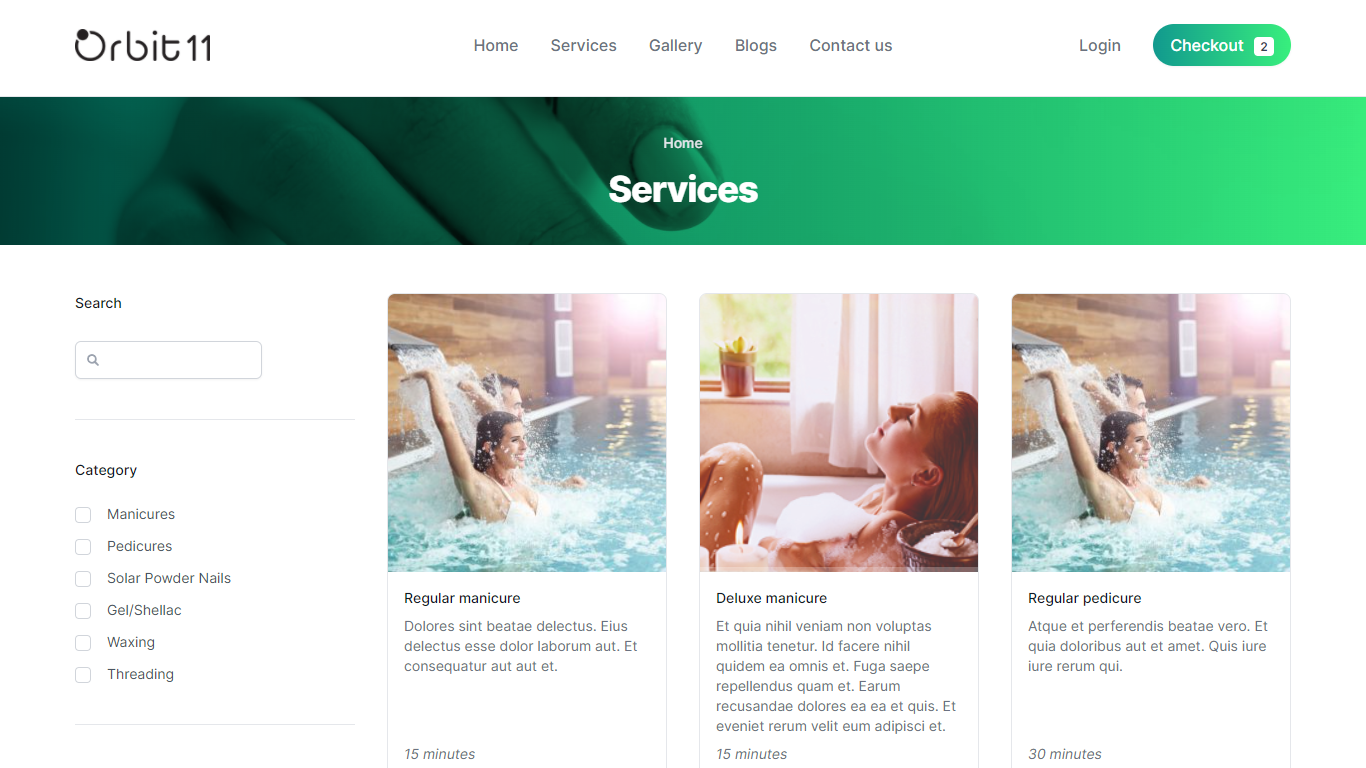 Orbit11
Home
Services
Gallery
Blogs
Contact us
Login
Checkout 2
Home
Services
Search
Category
Manicures
Pedicures
Solar Powder Nails
Gel/Shellac
Waxing
Threading
Regular manicure
Dolores sint beatae delectus. Eius
delectus esse dolor laborum aut. Et
consequatur aut aut et.
15 minutes
Deluxe manicure
Et quia nihil veniam non voluptas
mollitia tenetur. Id facere nihil
quidem ea omnis et. Fuga saepe
repellendus quam et. Earum
recusandae dolores ea ea et quis. Et
eveniet rerum velit eum adipisci et.
15 minutes
Regular pedicure
Atque et perferendis beatae vero. Et
quia doloribus aut et amet. Quis iure
iure rerum qui.
30 minutes